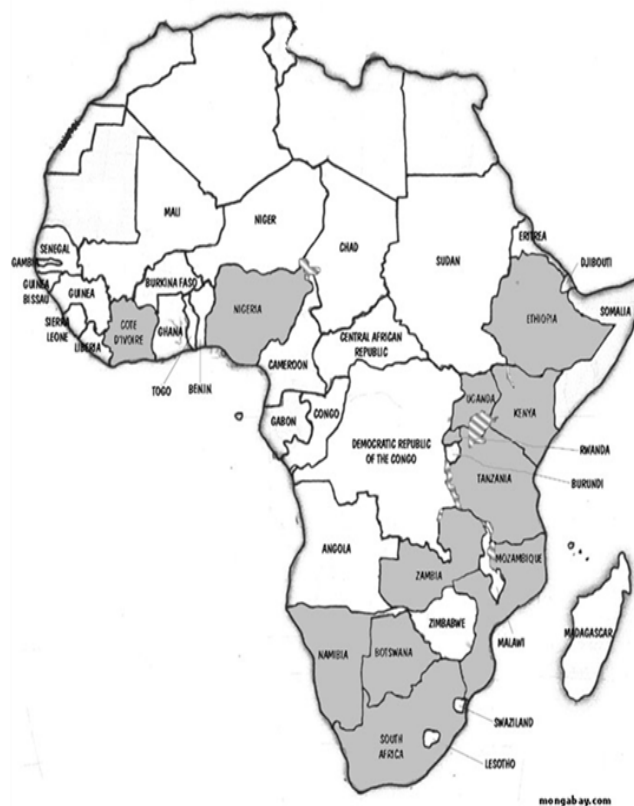 MALI
NIGER
CHAD
SUDAN
ERITREA
DJIBOUTI
SENEGAL
GAMBIA
GUINEA
BISSAU
GUINEA
BURKINA FASO
NIGERIA
ETHIOPIA
SOMALIA
SIERRA
LEONE
LIBERIA
COTE
D'IVOIRE
GHANA
TOGO
BENIN
CAMEROON
CENTRAL AFRICAN
REPUBLIC
GABON
CONGO
DEMOCRATIC REPUBLIC
OF THE CONGO
UGANDA
KENYA
RWANDA
BURUNDI
TANZANIA
ANGOLA
ZAMBIA
MOZAMBIQUE
MALAWI
ZIMBABWE
MADAGASCAR
NAMIBIA
BOTSWANA
SWAZILAND
SOUTH
AFRICA
LESOTHO
mongabay.com